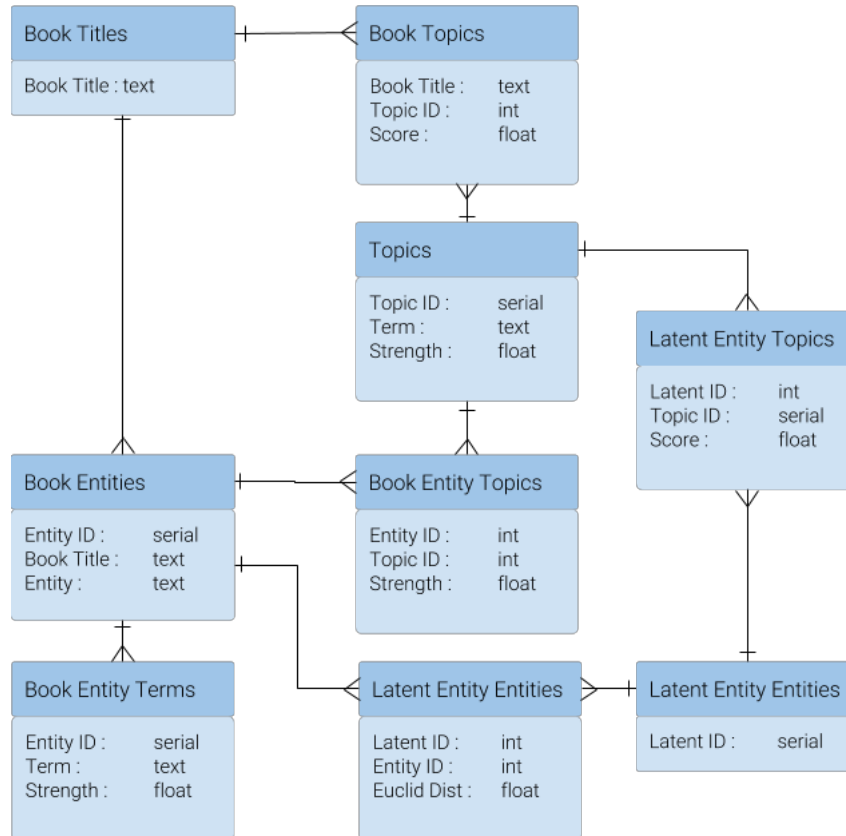 Book Titles
Book Title : text
Book Topics
Book Title : text
Topic ID : int
Score : float
Topics
Topic ID : serial
Term : text
Strength : float
Latent Entity Topics
Latent ID : int
Topic ID : serial
Score : float
Book Entities
Entity ID : serial
Book Title : text
Entity : text
Book Entity Topics
Entity ID : int
Topic ID : int
Strength : float
Book Entity Terms
Entity ID : serial
Term : text
Strength : float
Latent Entity Entities
Latent ID : int
Entity ID : int
Euclid Dist : float
Latent Entity Entities
Latent ID : serial